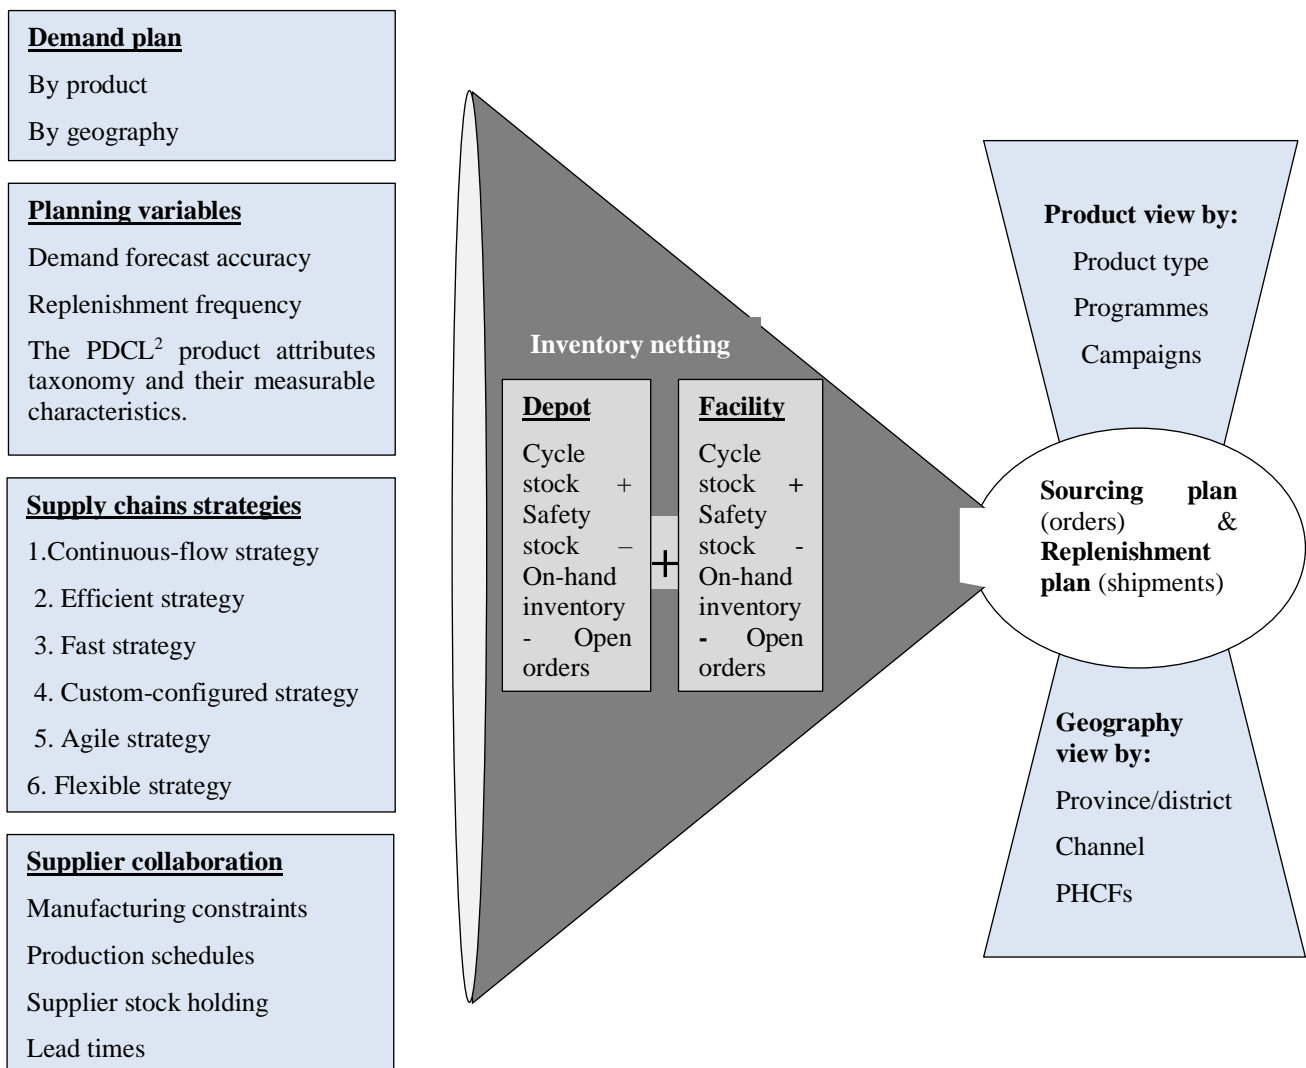 Demand plan
By product
By geography
Planning variables
Demand forecast accuracy
Replenishment frequency
The PDCL² product attributes
taxonomy and their measurable
characteristics.
Supply chains strategies
1.Continuous-flow strategy
2. Efficient strategy
3. Fast strategy
4. Custom-configured strategy
5. Agile strategy
6. Flexible strategy
Supplier collaboration
Manufacturing constraints
Production schedules
Supplier stock holding
Lead times
Inventory netting
Depot
Cycle
stock +
Safety
stock –
On-hand
inventory
- Open
orders
+
Facility
Cycle
stock +
Safety
stock -
On-hand
inventory
- Open
orders
Product view by:
Product type
Programmes
Campaigns
Sourcing plan
(orders) &
Replenishment
plan (shipments)
Geography
view by:
Province/district
Channel
PHCFs